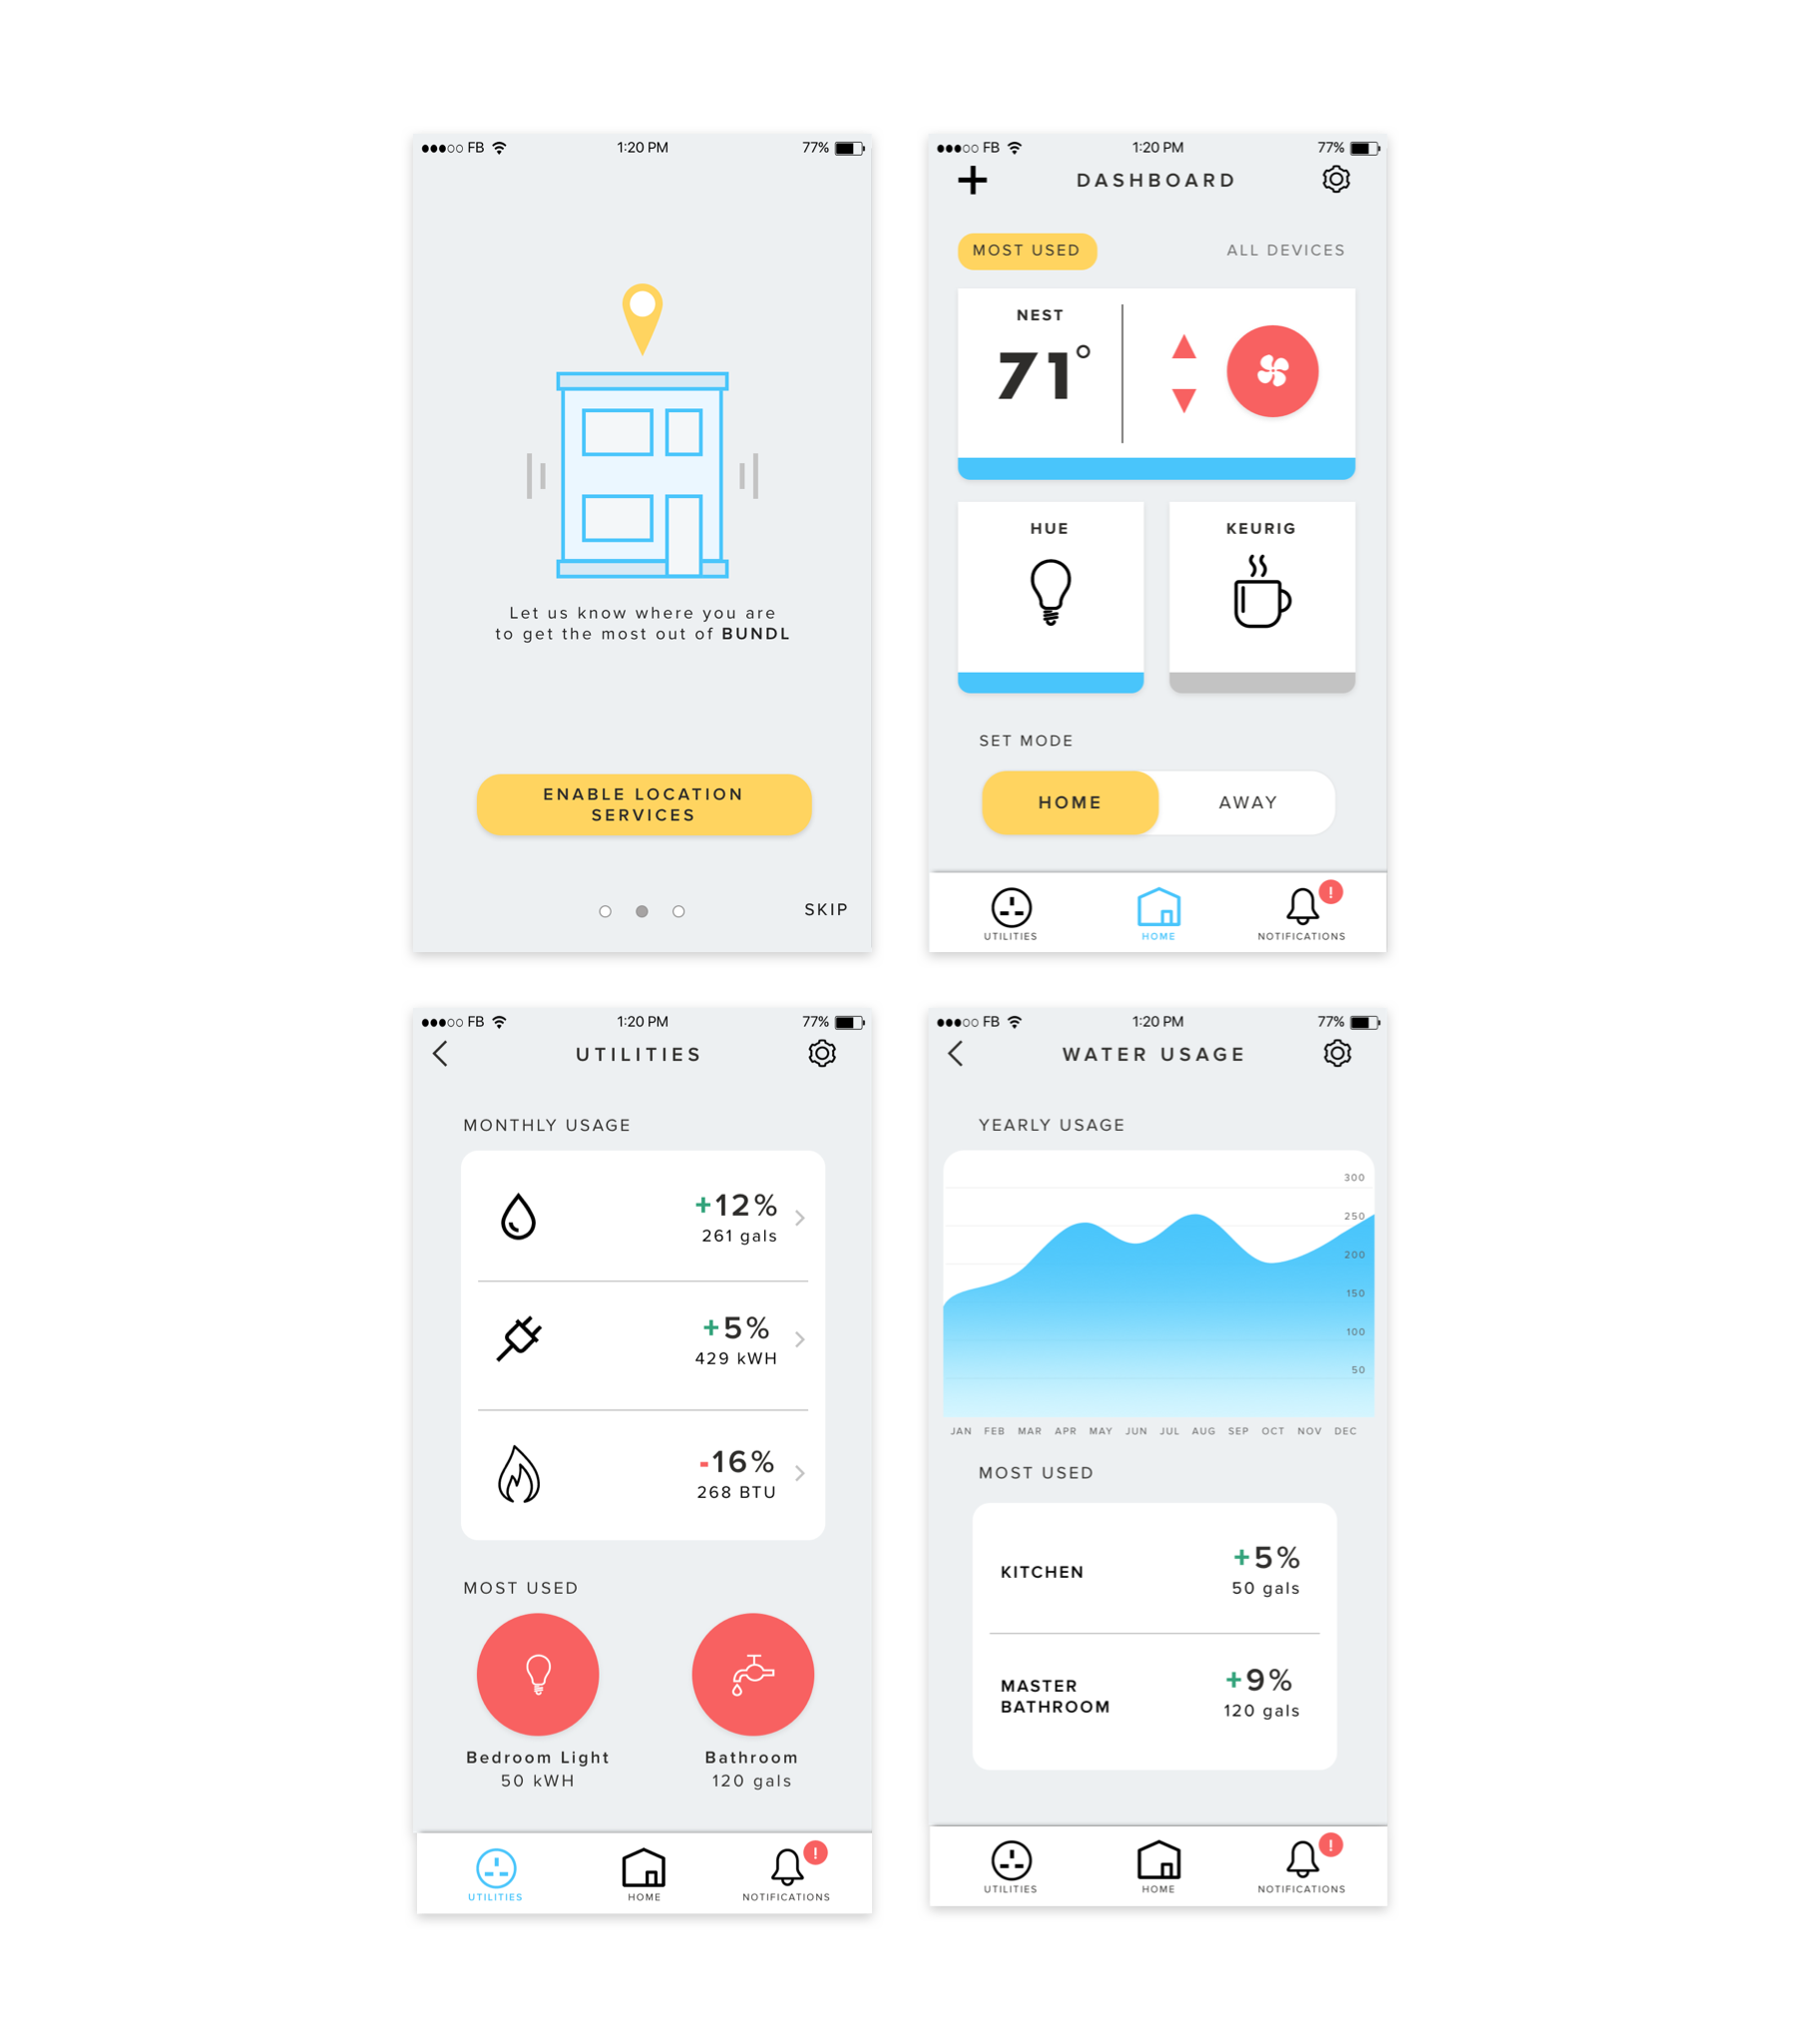 FB 1:20 PM 77%
Let us know where you are
to get the most out of BUNDL
ENABLE LOCATION
SERVICES
SKIP
FB 1:20 PM 77%
DASHBOARD
MOST USED ALL DEVICES
NEST
71°
HUE KEURIG
SET MODE
HOME AWAY
!
UTILITIES HOME NOTIFICATIONS
FB 1:20 PM 77%
UTILITIES
MONTHLY USAGE
+12%
261 gals
+5%
429 kWH
-16%
268 BTU
MOST USED
Bedroom Light Bathroom
50 kWH 120 gals
!
UTILITIES HOME NOTIFICATIONS
FB 1:20 PM 77%
WATER USAGE
YEARLY USAGE
300
250
200
150
100
50
JAN FEB MAR APR MAY JUN JUL AUG SEP OCT NOV DEC
MOST USED
KITCHEN
+5%
50 gals
MASTER
BATHROOM
+9%
120 gals
!
UTILITIES HOME NOTIFICATIONS